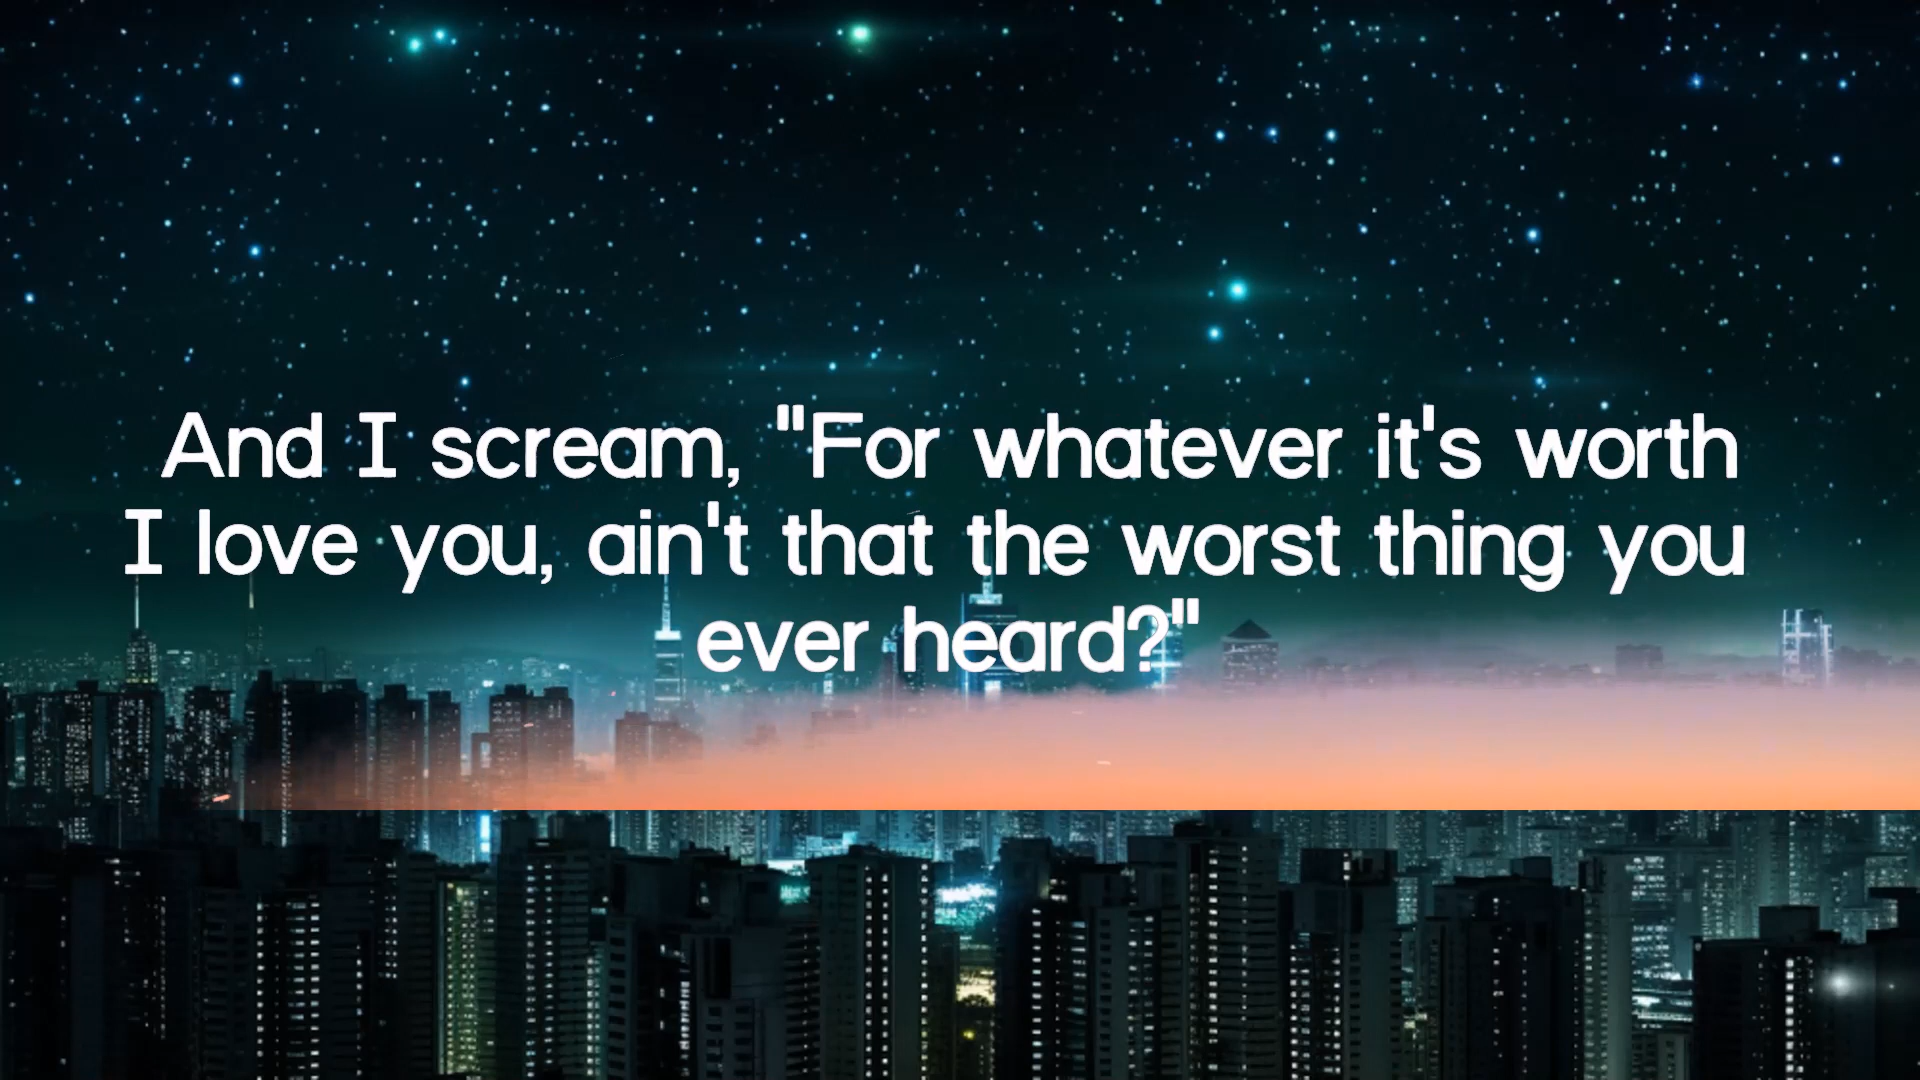 And I scream, "For whatever it's worth
I love you, ain't that the worst thing you
ever heard?"